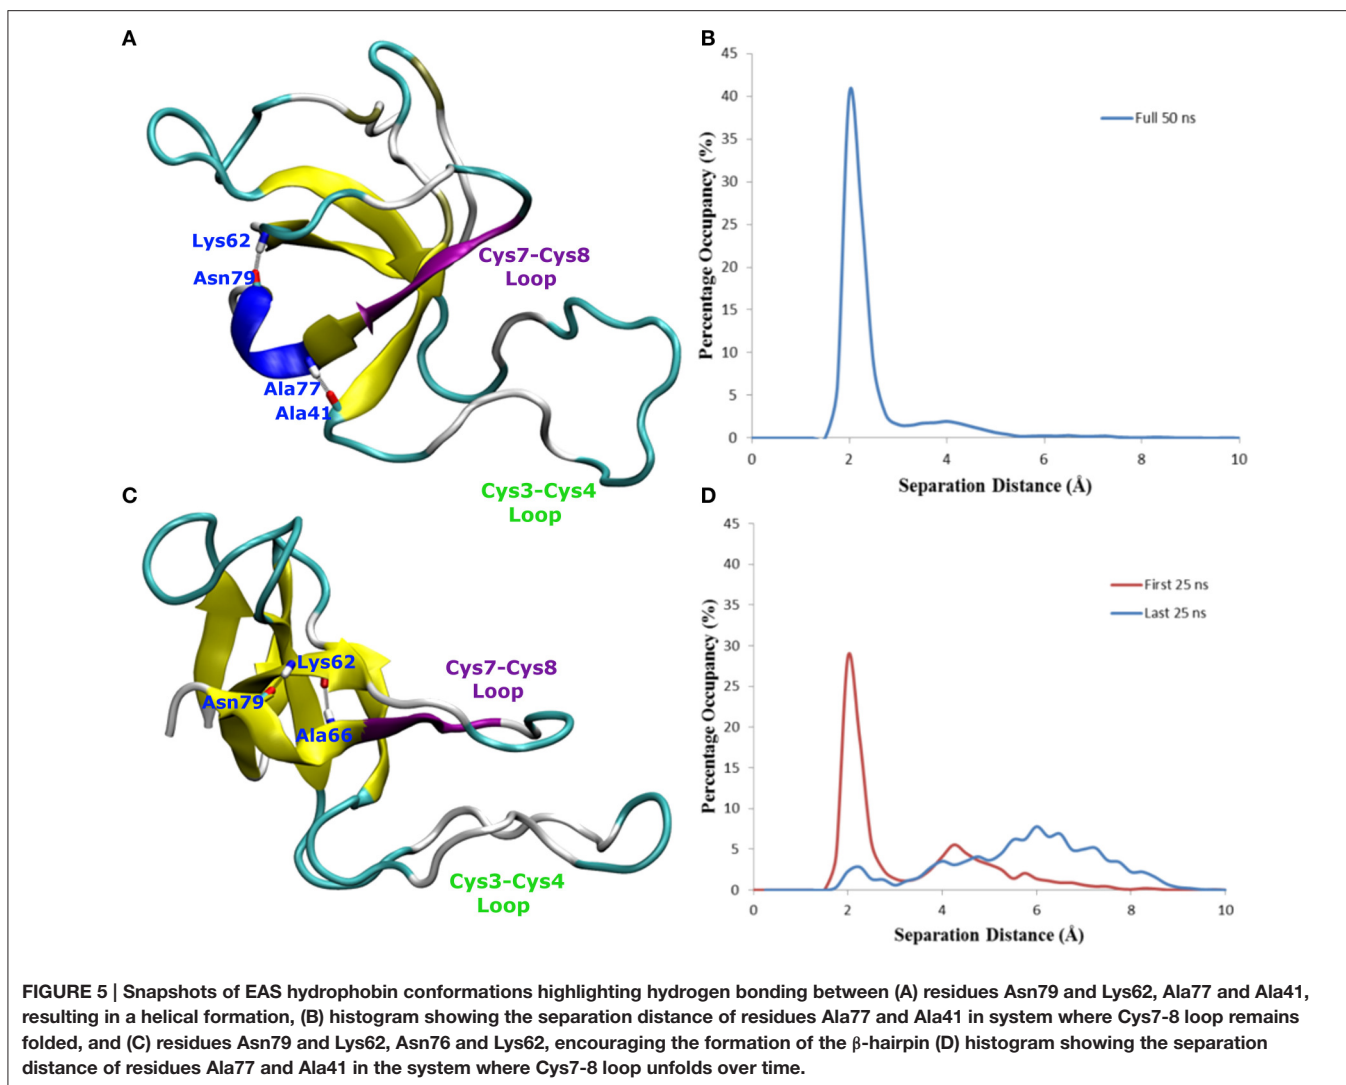 A
Lys62
Asn79
Cys7-Cys8
Loop
Ala77
Ala41
Cys3-Cys4
Loop
B
45
40
35
30
25
20
15
10
5
0
Percentage Occupancy (%)
Full 50 ns
0 2 4 6 8 10
Separation Distance (Å)
C
Lys62
Asn79
Ala66
Cys7-Cys8
Loop
Cys3-Cys4
Loop
D
45
40
35
30
25
20
15
10
5
0
Percentage Occupancy (%)
First 25 ns
Last 25 ns
0 2 4 6 8 10
Separation Distance (Å)
FIGURE 5 | Snapshots of EAS hydrophobin conformations highlighting hydrogen bonding between (A) residues Asn79 and Lys62, Ala77 and Ala41,
resulting in a helical formation, (B) histogram showing the separation distance of residues Ala77 and Ala41 in system where Cys7-8 loop remains
folded, and (C) residues Asn79 and Lys62, Asn76 and Lys62, encouraging the formation of the β-hairpin (D) histogram showing the separation
distance of residues Ala77 and Ala41 in the system where Cys7-8 loop unfolds over time.